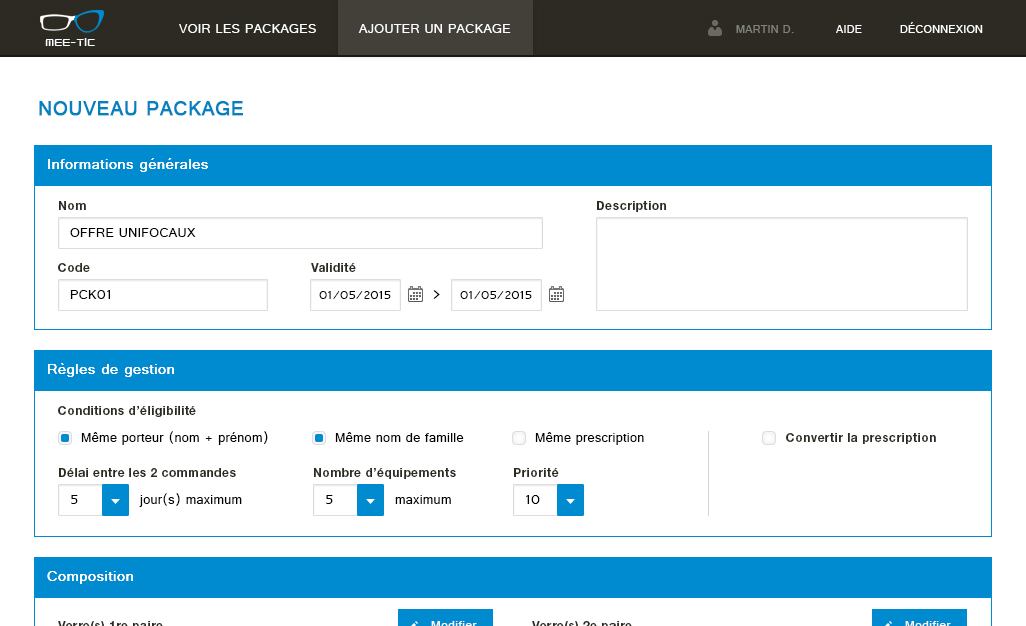 MEE-TIC
VOIR LES PACKAGES
AJOUTER UN PACKAGE
MARTIN D.
AIDE
DÉCONNEXION
NOUVEAU PACKAGE
Informations générales
Nom
Description
OFFRE UNIFOCAUX
Code
Validité
PCK01
01/05/2015 > 01/05/2015
Règles de gestion
Conditions d'éligibilité
Même porteur (nom + prénom)
Même nom de famille
Même prescription
Convertir la prescription
Délai entre les 2 commandes
Nombre d'équipements
Priorité
5 jour(s) maximum
5 maximum
10
Composition
Verre(s) 1re paire
Modifier
Verre(s) 2e paire
Modifier